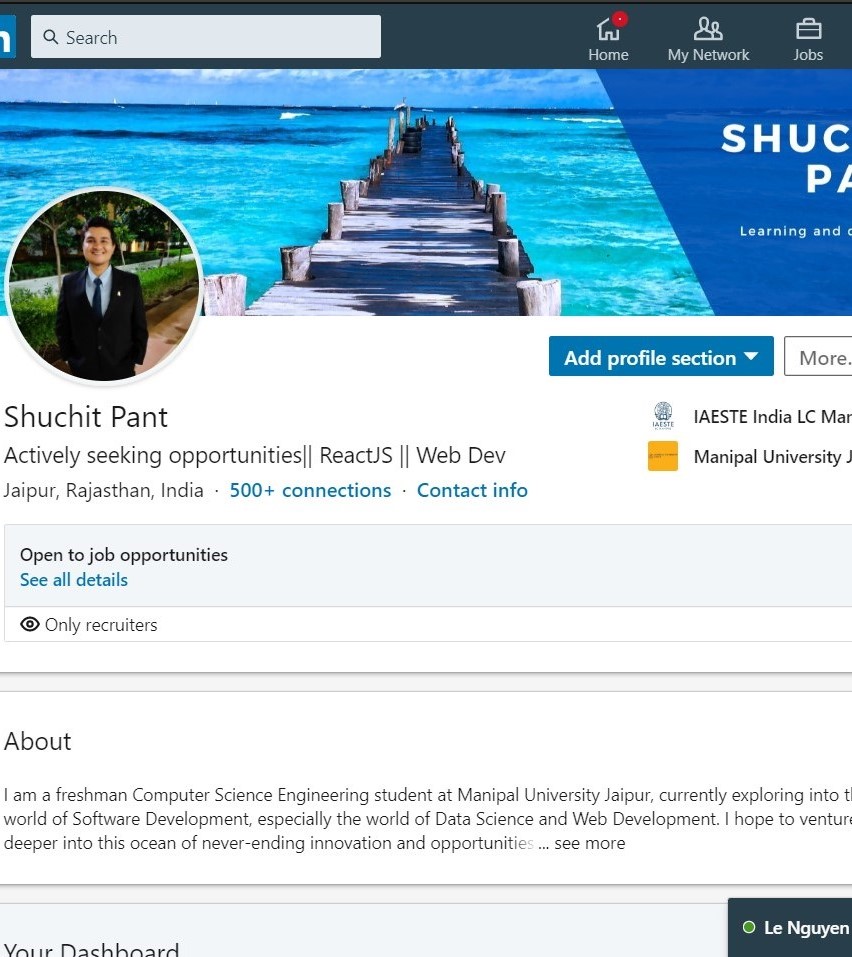 n
Search
Home
My Network
Jobs
SHUC
PA
Learning and
Add profile section
More.
Shuchit Pant
IAESTE
IAESTE India LC Man
Actively seeking opportunities|| ReactJS || Web Dev
Manipal University J
Jaipur, Rajasthan, India · 500+ connections · Contact info
Open to job opportunities
See all details
Only recruiters
About
I am a freshman Computer Science Engineering student at Manipal University Jaipur, currently exploring into t
world of Software Development, especially the world of Data Science and Web Development. I hope to venture
deeper into this ocean of never-ending innovation and opportunities ... see more
Your Dashboard
Le Nguyen